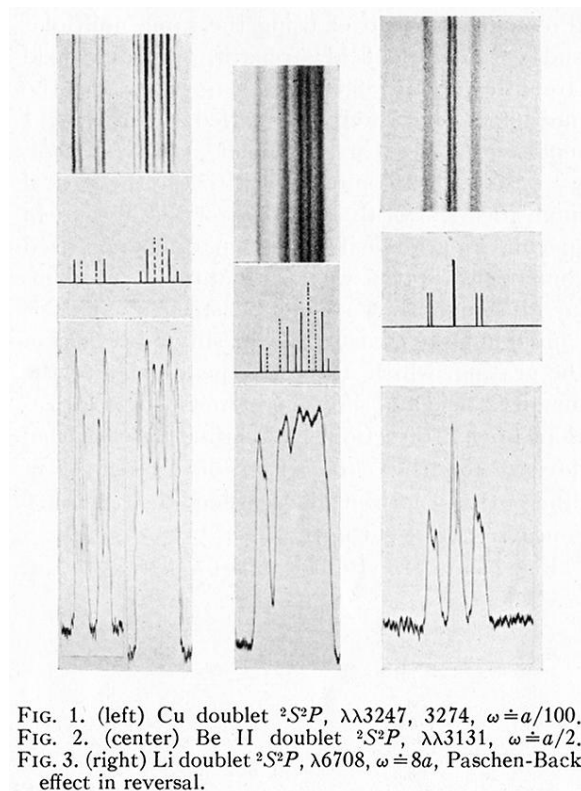 FIG. 1. (left) Cu doublet ²S²P, λλ3247, 3274, ω≐a/100.
FIG. 2. (center) Be II doublet ²S²P, λλ3131, ω≐a/2.
FIG. 3. (right) Li doublet ²S²P, λ6708, ω≐8a, Paschen-Back
effect in reversal.